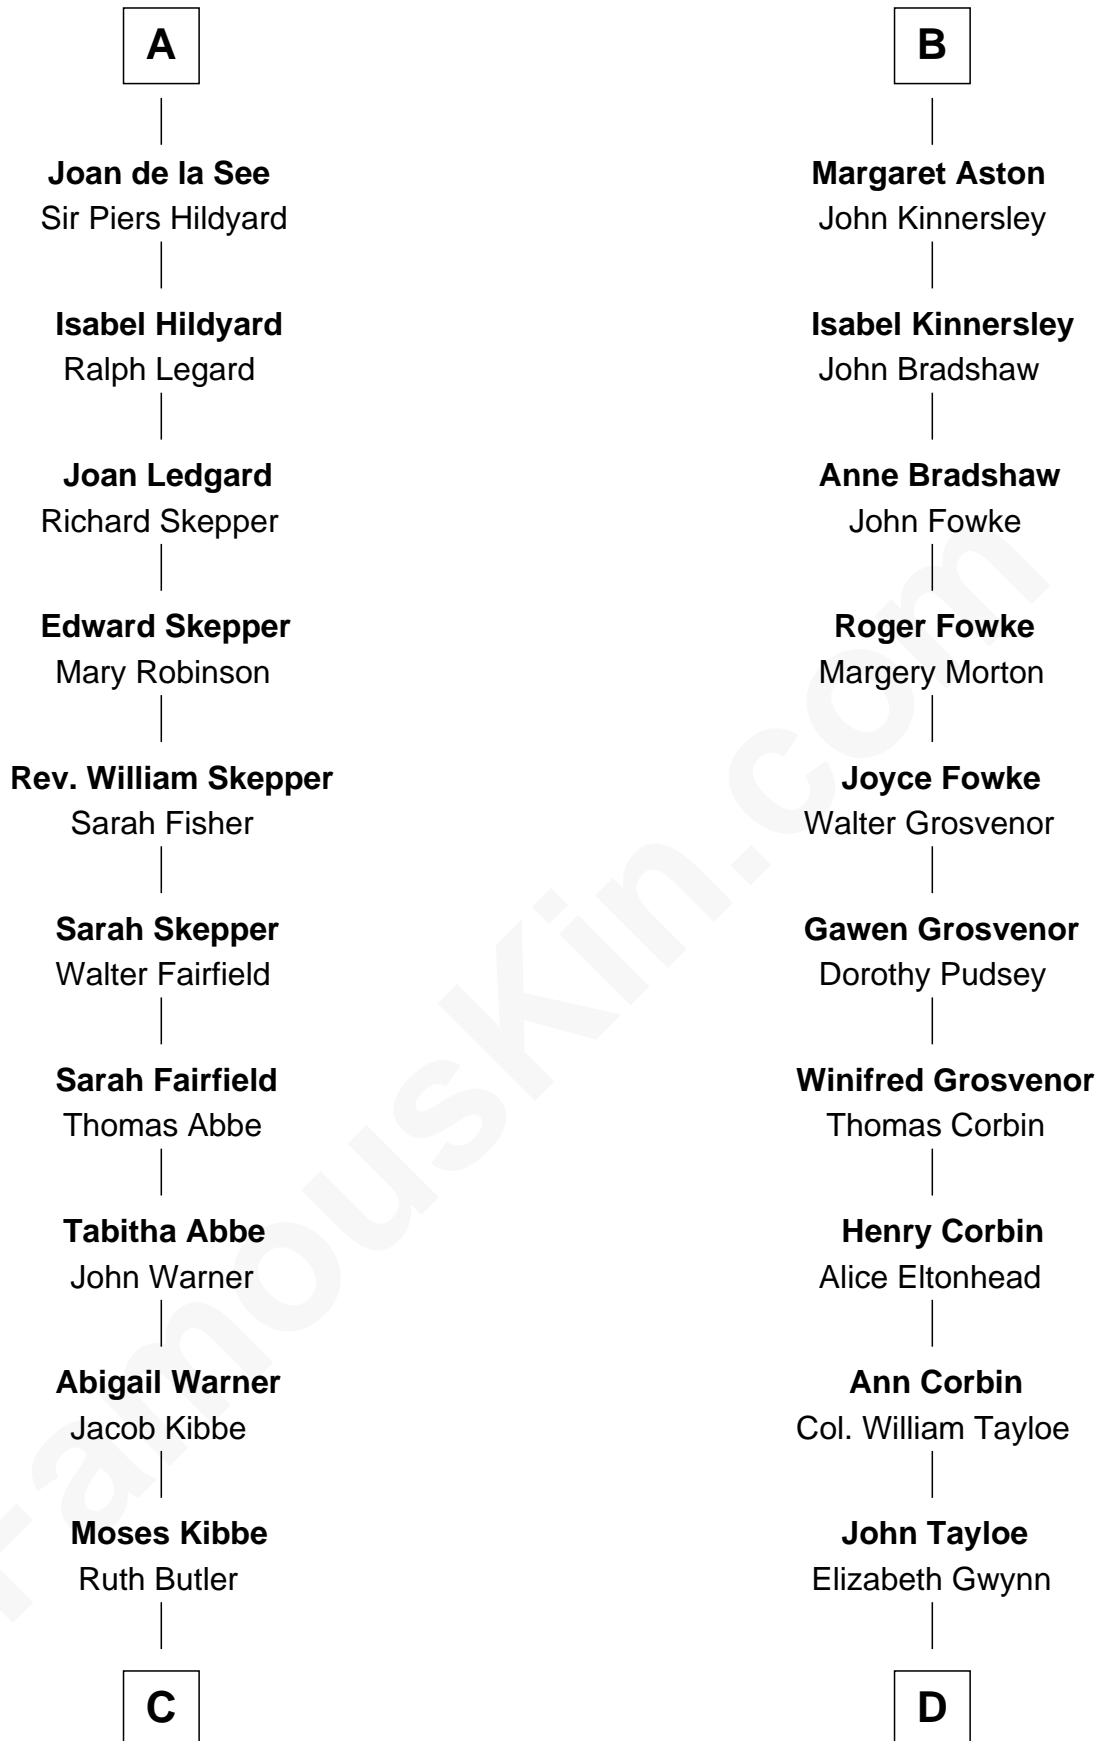 A
Joan de la See
Sir Piers Hildyard
Isabel Hildyard
Ralph Legard
Joan Ledgard
Richard Skepper
Edward Skepper
Mary Robinson
Rev. William Skepper
Sarah Fisher
Sarah Skepper
Walter Fairfield
Sarah Fairfield
Thomas Abbe
Tabitha Abbe
John Warner
Abigail Warner
Jacob Kibbe
Moses Kibbe
Ruth Butler
C
B
Margaret Aston
John Kinnersley
Isabel Kinnersley
John Bradshaw
Anne Bradshaw
John Fowke
Roger Fowke
Margery Morton
Joyce Fowke
Walter Grosvenor
Gawen Grosvenor
Dorothy Pudsey
Winifred Grosvenor
Thomas Corbin
Henry Corbin
Alice Eltonhead
Ann Corbin
Col. William Tayloe
John Tayloe
Elizabeth Gwynn
D
FamousKin.com